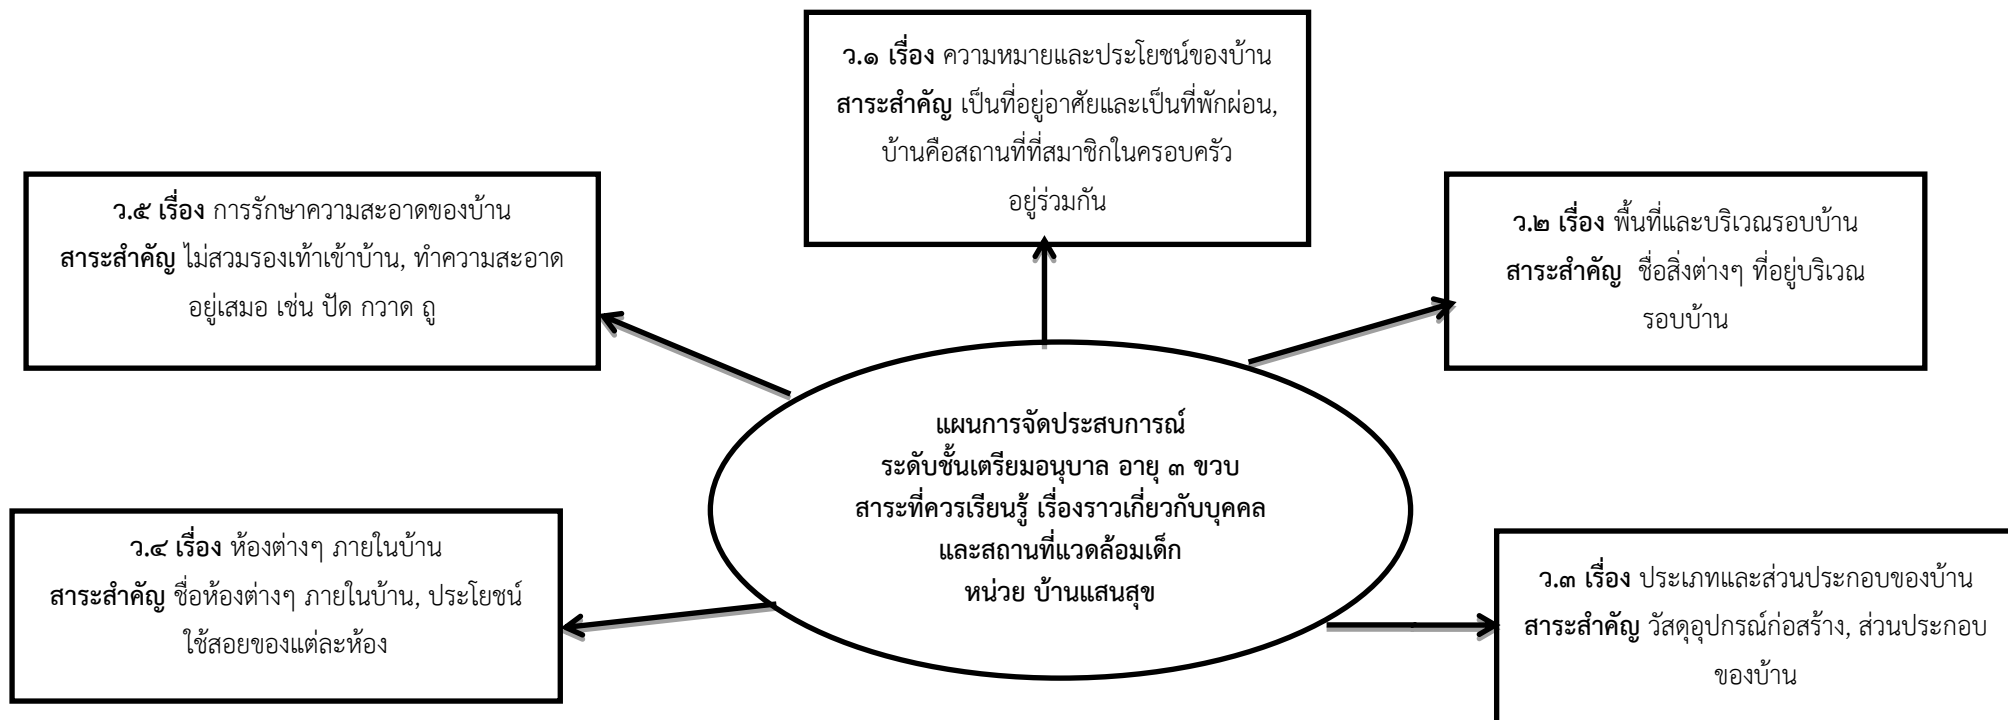 ว.๑ เรื่อง ความหมายและประโยชน์ของบ้าน
สาระสำคัญ เป็นที่อยู่อาศัยและเป็นที่พักผ่อน,
บ้านคือสถานที่ที่สมาชิกในครอบครัว
อยู่ร่วมกัน
ว.๒ เรื่อง พื้นที่และบริเวณรอบบ้าน
สาระสำคัญ ชื่อสิ่งต่างๆ ที่อยู่บริเวณ
รอบบ้าน
ว.๓ เรื่อง ประเภทและส่วนประกอบของบ้าน
สาระสำคัญ วัสดุอุปกรณ์ก่อสร้าง, ส่วนประกอบ
ของบ้าน
ว.๔ เรื่อง ห้องต่างๆ ภายในบ้าน
สาระสำคัญ ชื่อห้องต่างๆ ภายในบ้าน, ประโยชน์
ใช้สอยของแต่ละห้อง
ว.๕ เรื่อง การรักษาความสะอาดของบ้าน
สาระสำคัญ ไม่สวมรองเท้าเข้าบ้าน, ทำความสะอาด
อยู่เสมอ เช่น ปัด กวาด ถู
แผนการจัดประสบการณ์
ระดับชั้นเตรียมอนุบาล อายุ ๓ ขวบ
สาระที่ควรเรียนรู้ เรื่องราวเกี่ยวกับบุคคล
และสถานที่แวดล้อมเด็ก
หน่วย บ้านแสนสุข